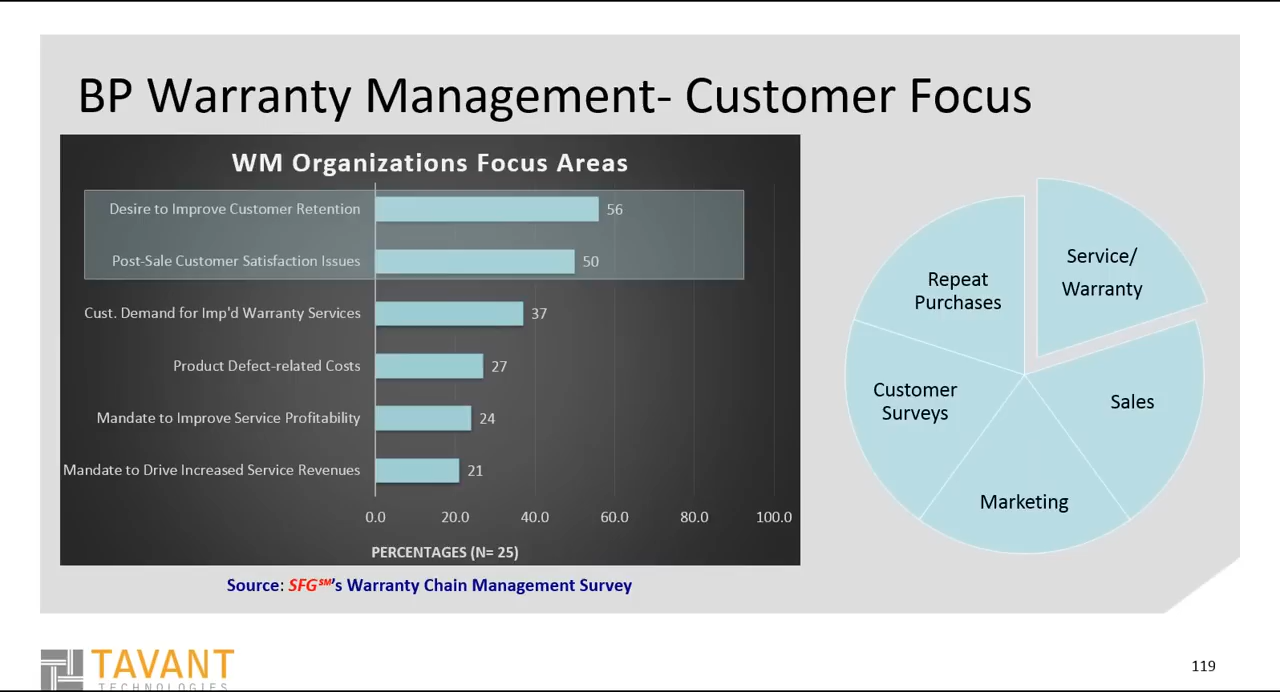 BP Warranty Management- Customer Focus
WM Organizations Focus Areas
Desire to Improve Customer Retention 56
Post-Sale Customer Satisfaction Issues 50
Cust. Demand for Imp'd Warranty Services 37
Product Defect-related Costs 27
Mandate to Improve Service Profitability 24
Mandate to Drive Increased Service Revenues 21
0.0 20.0 40.0 60.0 80.0 100.0
PERCENTAGES (N= 25)
Source: SFG℠'s Warranty Chain Management Survey
Service/
Warranty
Sales
Marketing
Customer
Surveys
Repeat
Purchases
TAVANT
TECHNOLOGIES
119